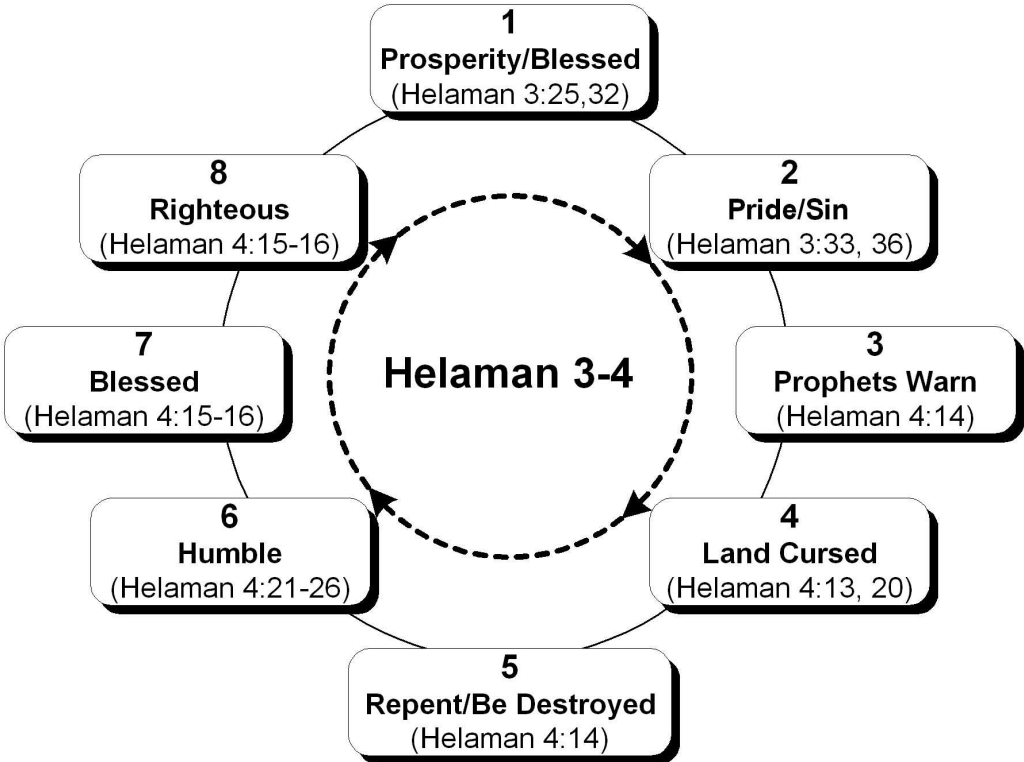 1
Prosperity/Blessed
(Helaman 3:25,32)
2
Pride/Sin
(Helaman 3:33, 36)
3
Prophets Warn
(Helaman 4:14)
4
Land Cursed
(Helaman 4:13, 20)
5
Repent/Be Destroyed
(Helaman 4:14)
6
Humble
(Helaman 4:21-26)
7
Blessed
(Helaman 4:15-16)
8
Righteous
(Helaman 4:15-16)
Helaman 3-4